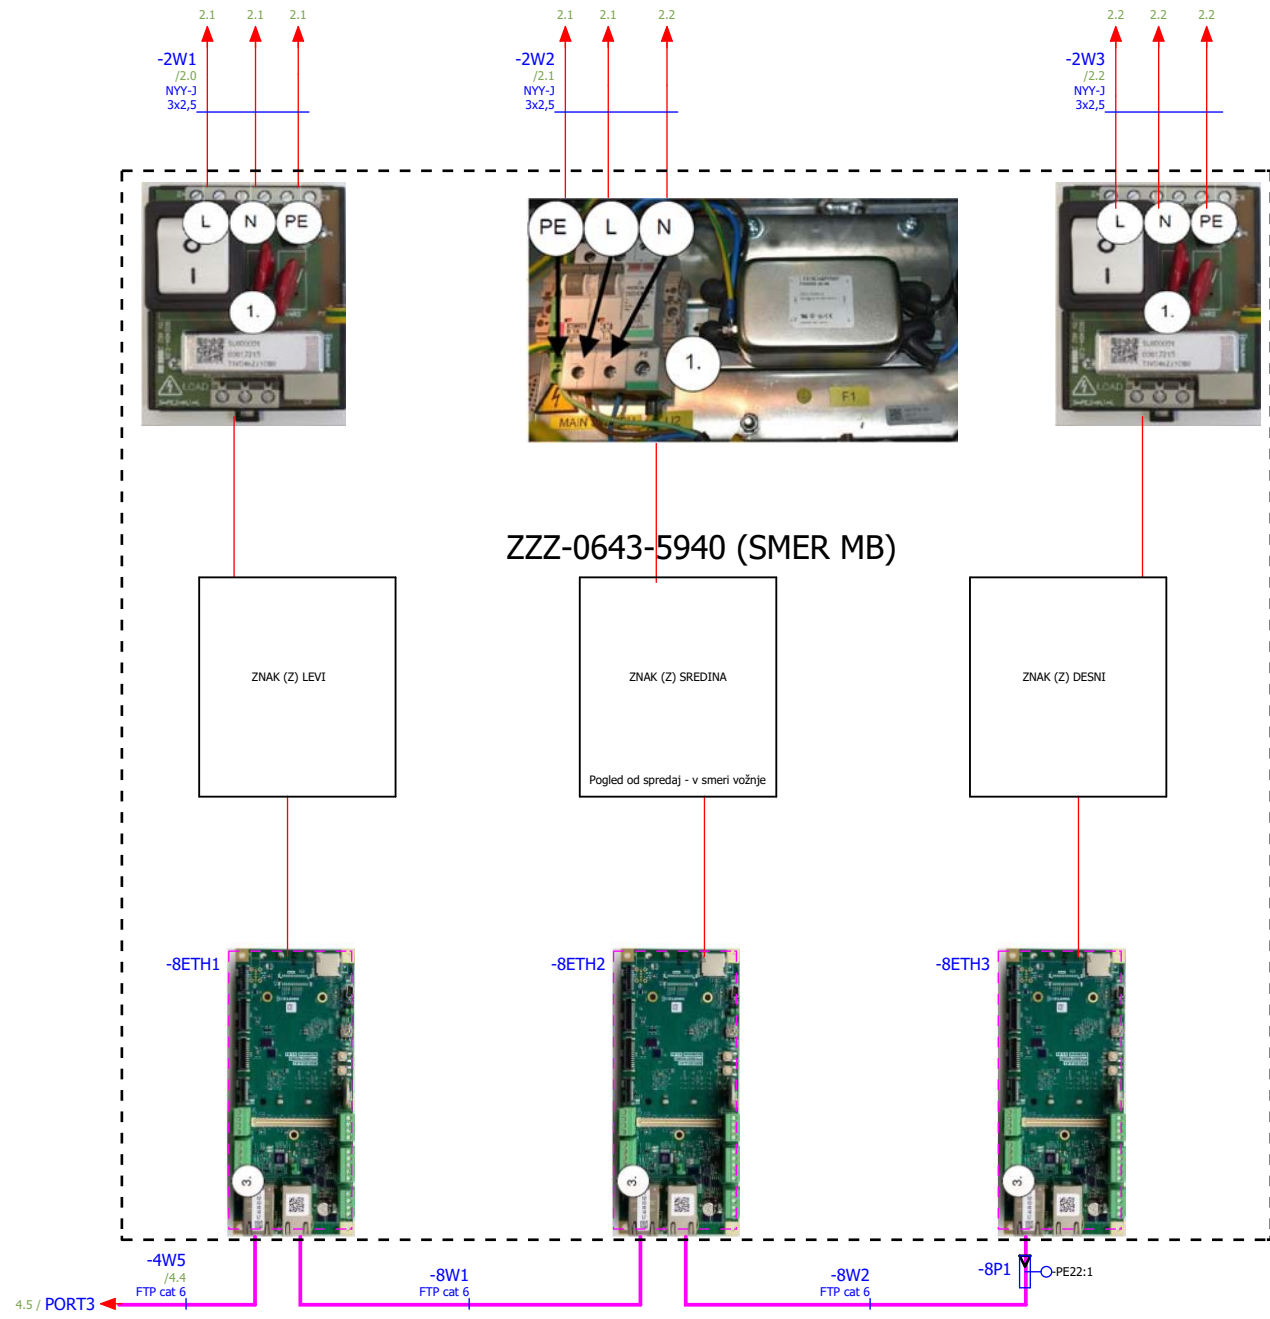 2.1 2.1 2.1
2.1 2.1 2.2
2.2 2.2 2.2
-2W1
/2.0
NYY-J
3x2,5
-2W2
/2.1
NYY-J
3x2,5
-2W3
/2.2
NYY-J
3x2,5
L N PE
1.
LOAD
PE L N
1.
F1
MAIN
L N PE
1.
LOAD
ZZZ-0643-5940 (SMER MB)
ZNAK (Z) LEVI
ZNAK (Z) SREDINA
Pogled od spredaj - v smeri vožnje
ZNAK (Z) DESNI
-8ETH1
-8ETH2
-8ETH3
3.
3.
3.
-4W5
/4.4
FTP cat 6
4.5 / PORT3
-8W1
FTP cat 6
-8W2
FTP cat 6
-8P1
-PE22:1